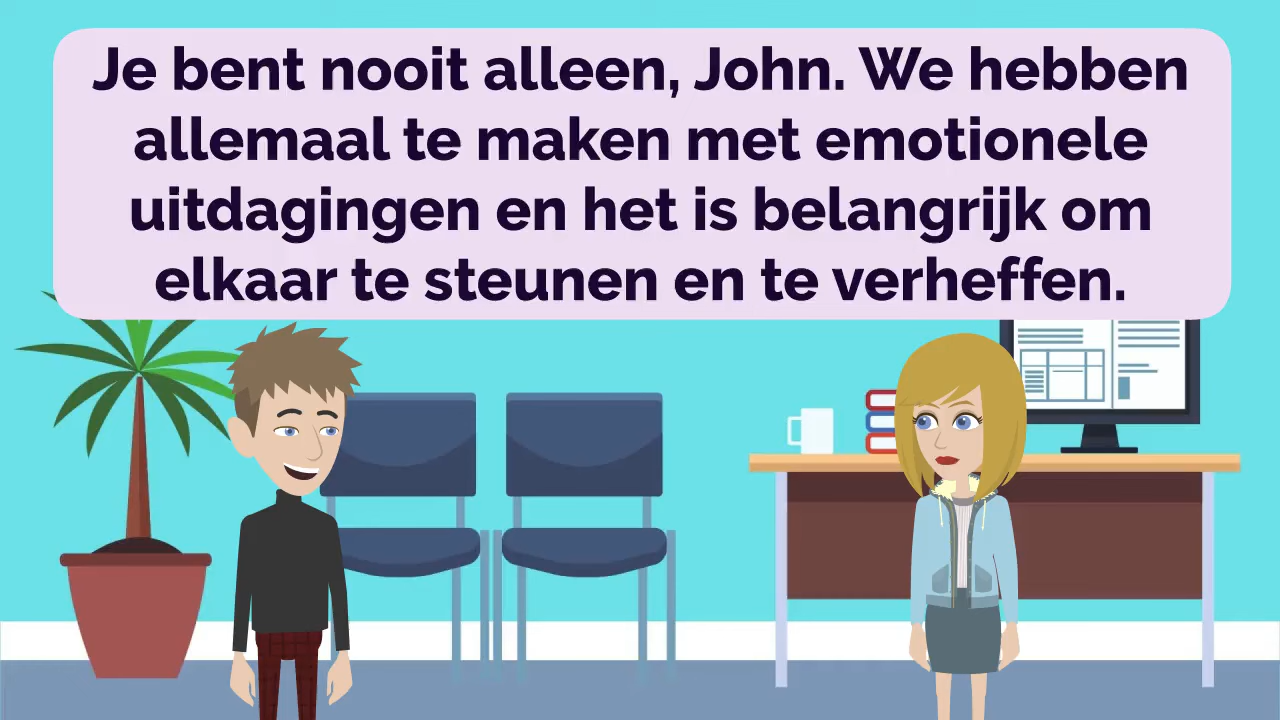 Je bent nooit alleen, John. We hebben
allemaal te maken met emotionele
uitdagingen en het is belangrijk om
elkaar te steunen en te verheffen.